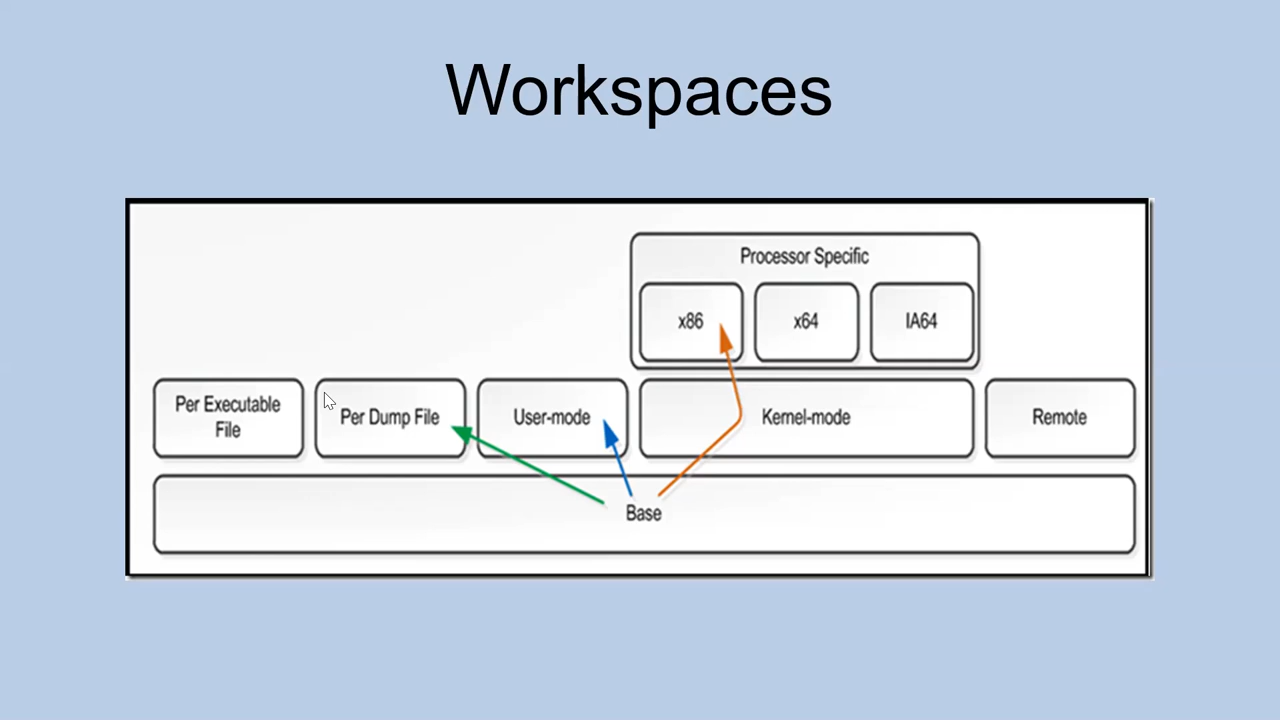 Workspaces
Processor Specific
x86
x64
IA64
Per Executable
File
Per Dump File
User-mode
Kernel-mode
Remote
Base